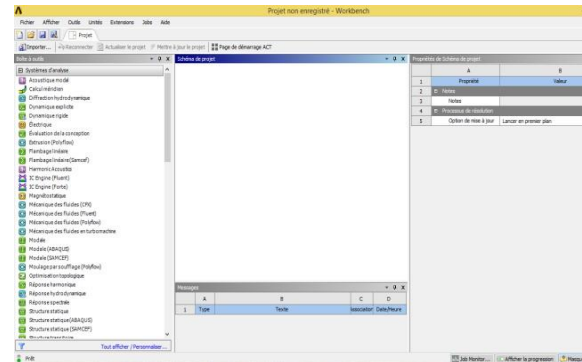 Projet non enregistré - Workbench
Fichier Afficher Outils Unités Extensions Jobs Aide
Projet
Importer... Reconnecter Actualiser le projet Mettre à jour le projet Page de démarrage ACT
Boîte à outils
Schéma de projet
Propriétés de Schéma de projet
Systèmes d'analyse
Acoustique modale
Calcul méridien
Diffraction hydrodynamique
Dynamique explicite
Dynamique rigide
Électrique
Évaluation de la conception
Extrusion (Polyflow)
Flambage linéaire
Flambage linéaire (Samcef)
Harmonic Acoustics
IC Engine (Fluent)
IC Engine (Forte)
Magnétostatique
Mécanique des fluides (CFX)
Mécanique des fluides (Fluent)
Mécanique des fluides (Polyflow)
Mécanique des fluides en turbomachine
Modale
Modale (ABAQUS)
Modale (SAMCEF)
Moulage par soufflage (Polyflow)
Optimisation topologique
Réponse harmonique
Réponse hydrodynamique
Réponse spectrale
Structure statique
Structure statique (ABAQUS)
Structure statique (SAMCEF)
Tout afficher / Personnaliser...
A B
1 Propriété Valeur
2 Notes
3 Notes
4 Processus de résolution
5 Option de mise à jour Lancer en premier plan
Messages
A B C D
1 Type Texte Association Date/Heure
Prêt
Job Monitor... Afficher la progression